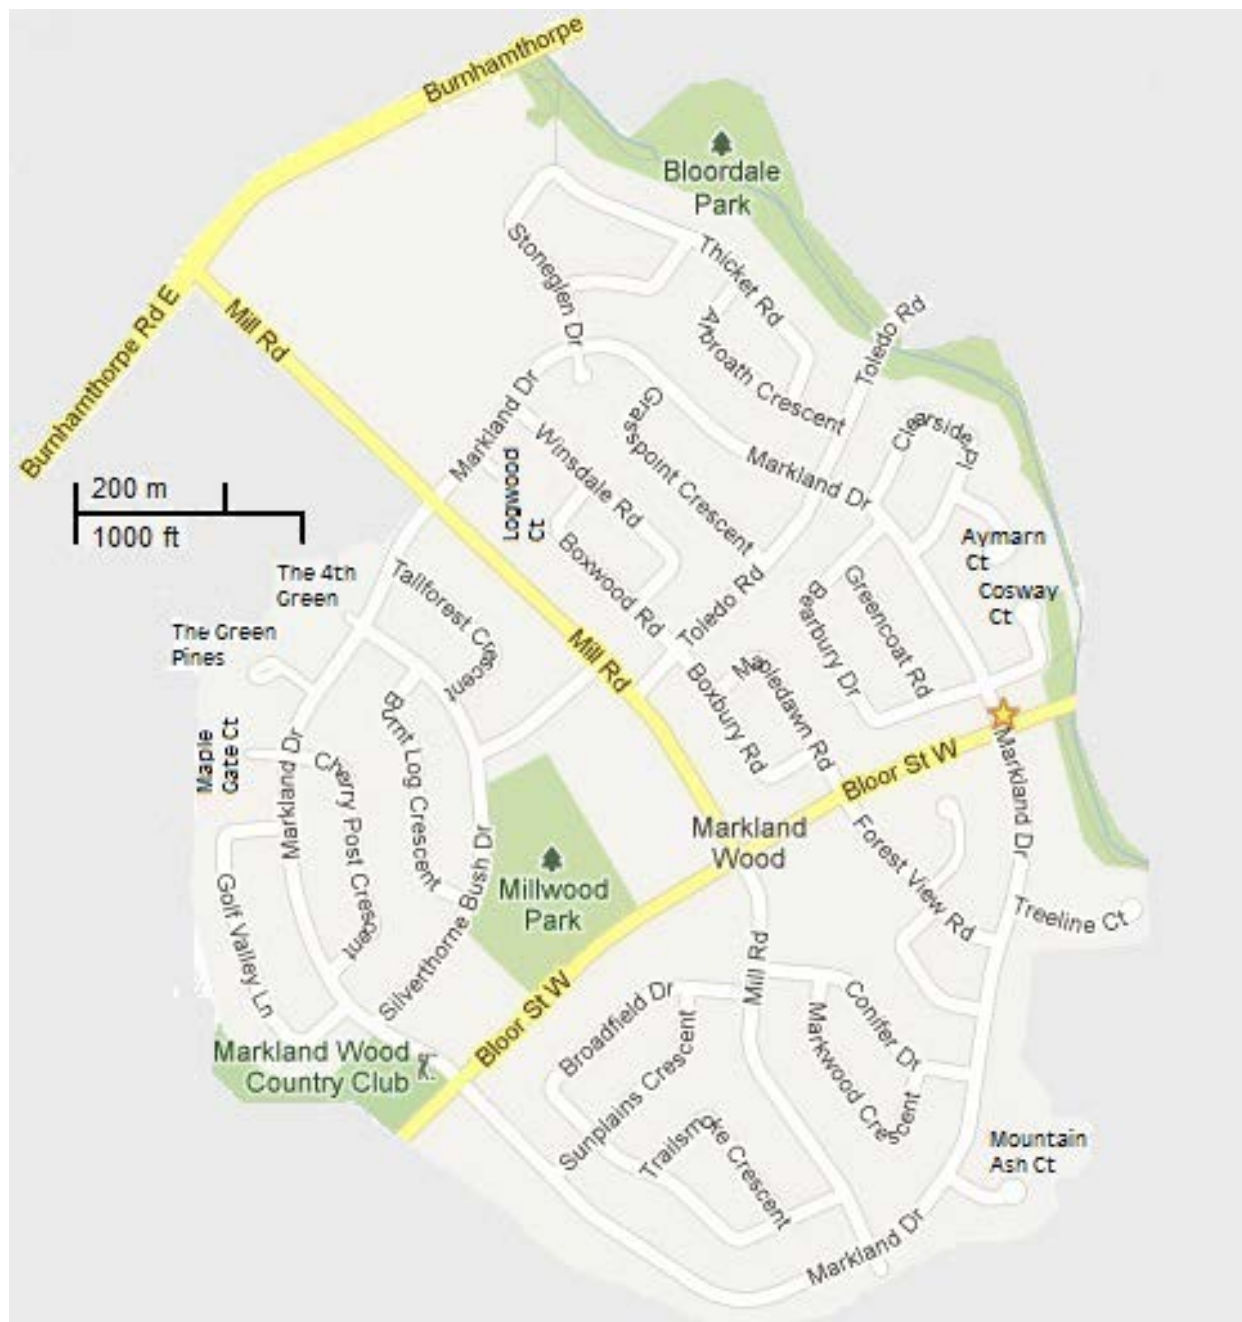 Burnhamthorpe
Bloordale
Park
Stoneglen Dr
Thicket Rd
Burnhamthorpe Rd E
Mill Rd
Arbroath Crescent
Toledo Rd
Markland Dr
Grasspoint Crescent
Clearside Pl
Winsdale Rd
Markland Dr
Logwood
Ct
200 m
1000 ft
Boxwood Rd
Aymarn
Ct
Cosway
Ct
The 4th
Green
Tallforest Crescent
Toledo Rd
Bearbury Dr
Greencoat Rd
The Green
Pines
Mill Rd
Mapledawn Rd
Boxbury Rd
Burnt Log Crescent
Maple
Gate Ct
Markland Dr
Cherry Post Crescent
Bloor St W
Markland Dr
Markland
Wood
Forest View Rd
Silverthorne Bush Dr
Millwood
Park
Golf Valley Ln
Treeline Ct
Mill Rd
Bloor St W
Broadfield Dr
Conifer Dr
Markland Wood
Country Club
Sunplains Crescent
Markwood Crescent
Trailsmoke Crescent
Mountain
Ash Ct
Markland Dr